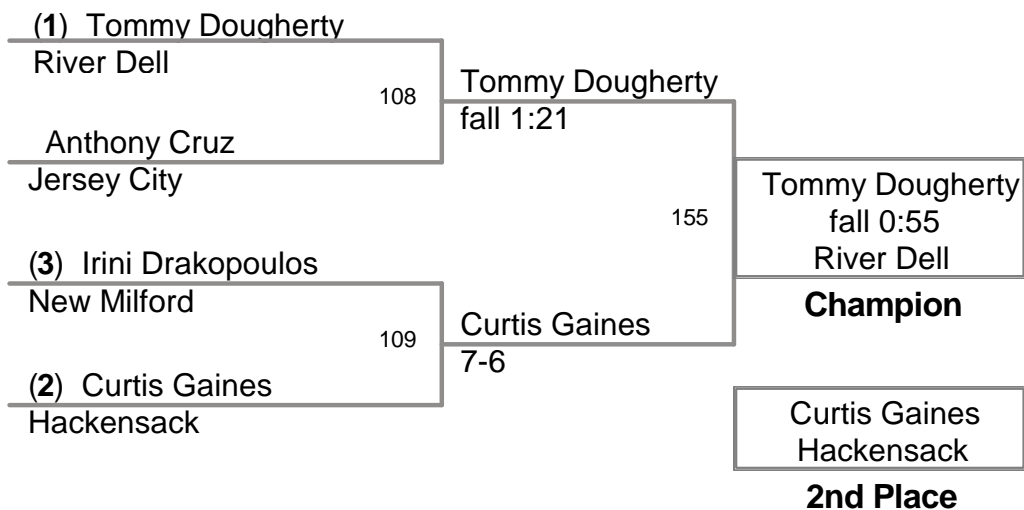 (1) Tommy Dougherty
River Dell
108
Anthony Cruz
Jersey City
Tommy Dougherty
fall 1:21
(3) Irini Drakopoulos
New Milford
109
(2) Curtis Gaines
Hackensack
Curtis Gaines
7-6
155
Tommy Dougherty
fall 0:55
River Dell
Champion
Curtis Gaines
Hackensack
2nd Place